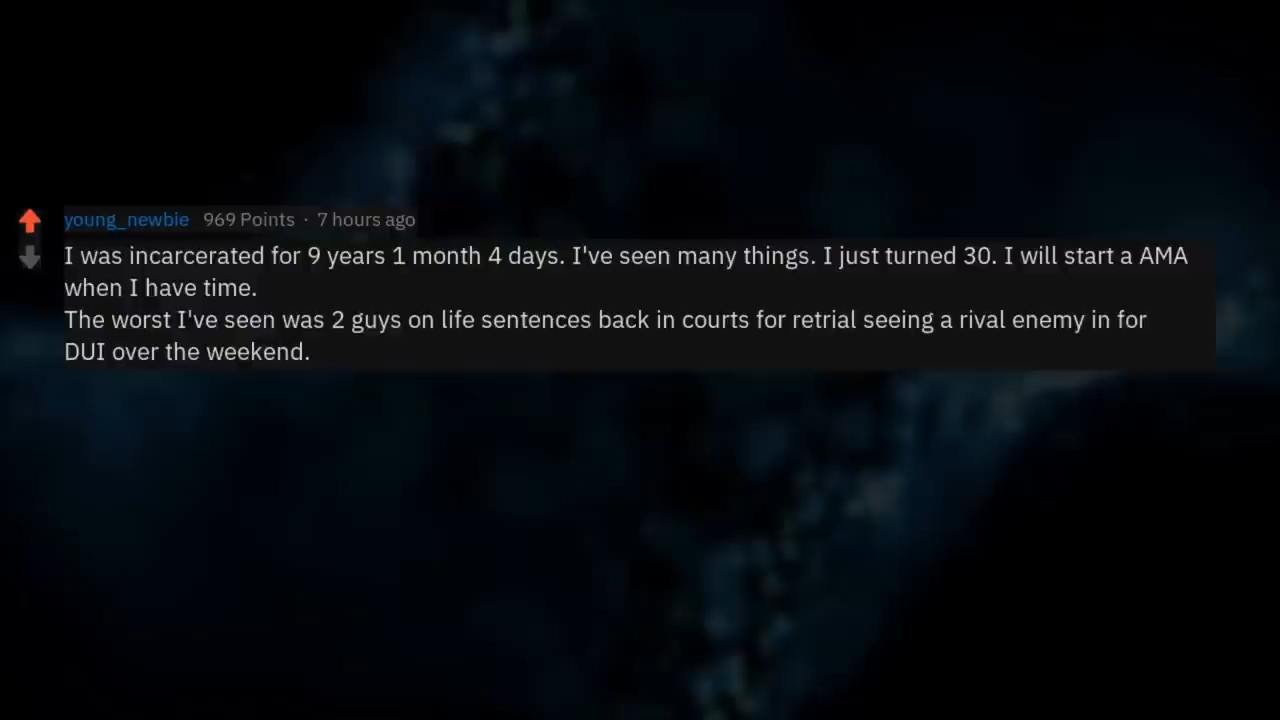 young_newbie 969 Points · 7 hours ago
I was incarcerated for 9 years 1 month 4 days. I've seen many things. I just turned 30. I will start a AMA
when I have time.
The worst I've seen was 2 guys on life sentences back in courts for retrial seeing a rival enemy in for
DUI over the weekend.